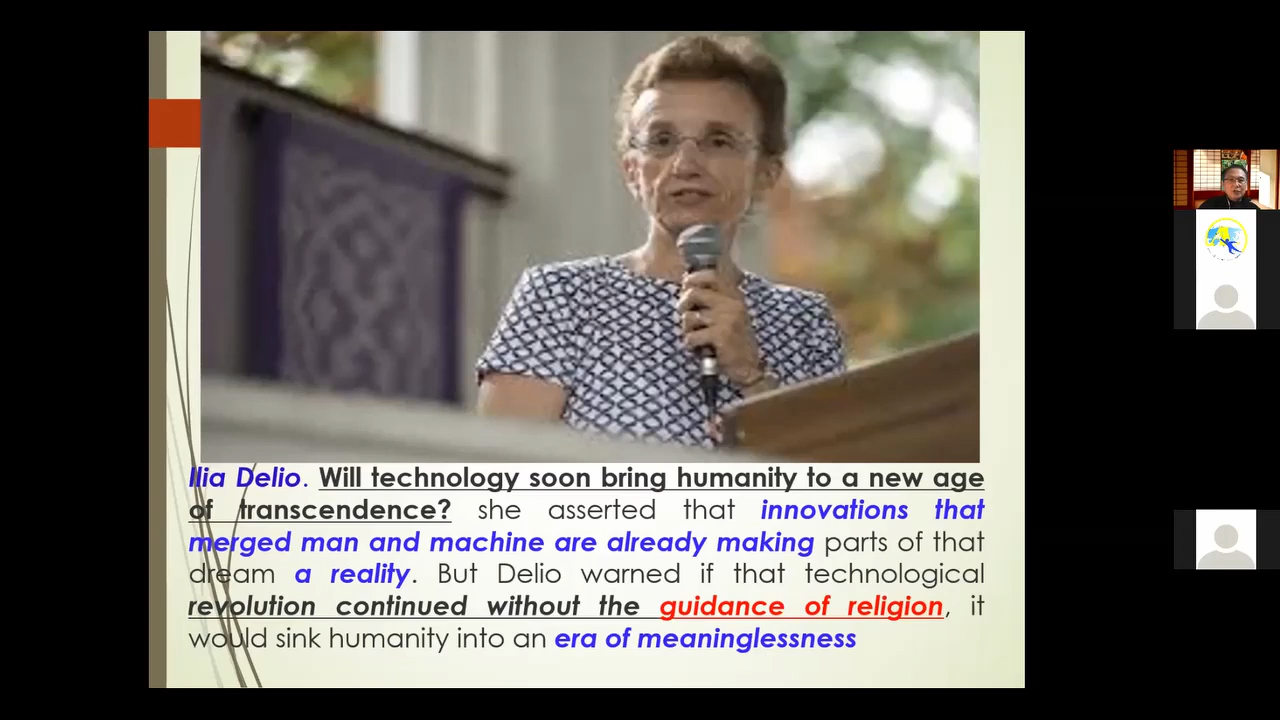 Ilia Delio. Will technology soon bring humanity to a new age
of transcendence? she asserted that innovations that
merged man and machine are already making parts of that
dream a reality. But Delio warned if that technological
revolution continued without the guidance of religion, it
would sink humanity into an era of meaninglessness